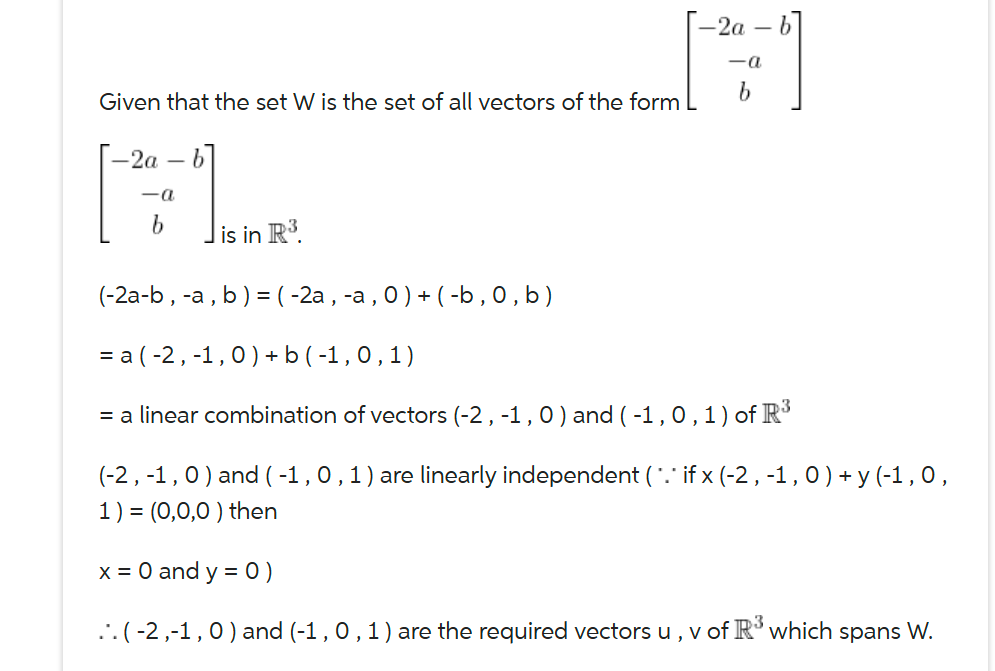 −2a − b
−a
b
Given that the set W is the set of all vectors of the form
−2a − b
−a
b
is in ℝ³.
(-2a-b , -a , b ) = ( -2a , -a , 0 ) + ( -b , 0 , b )
= a ( -2 , -1 , 0 ) + b ( -1 , 0 , 1 )
= a linear combination of vectors (-2 , -1 , 0 ) and ( -1 , 0 , 1 ) of ℝ³
(-2 , -1 , 0 ) and ( -1 , 0 , 1 ) are linearly independent ( ∵ if x (-2 , -1 , 0 ) + y (-1 , 0 ,
1 ) = (0,0,0 ) then
x = 0 and y = 0 )
∴ ( -2 ,-1 , 0 ) and (-1 , 0 , 1 ) are the required vectors u , v of ℝ³ which spans W.